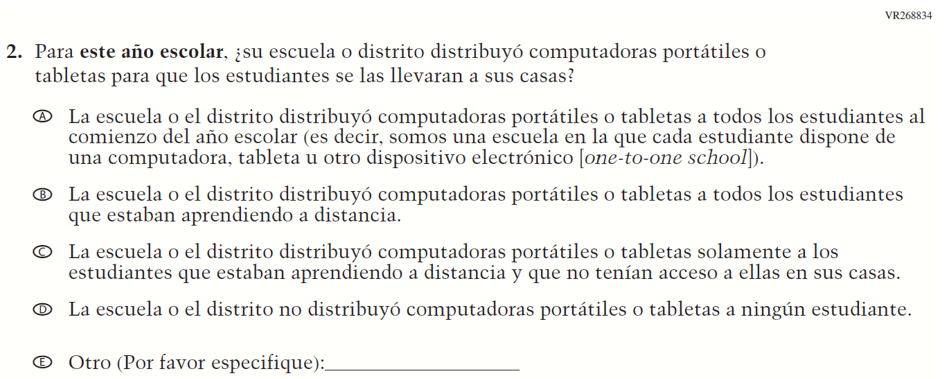 VR268834
2. Para este año escolar, ¿su escuela o distrito distribuyó computadoras portátiles o
tabletas para que los estudiantes se las llevaran a sus casas?
A La escuela o el distrito distribuyó computadoras portátiles o tabletas a todos los estudiantes al
comienzo del año escolar (es decir, somos una escuela en la que cada estudiante dispone de
una computadora, tableta u otro dispositivo electrónico [one-to-one school]).
B La escuela o el distrito distribuyó computadoras portátiles o tabletas a todos los estudiantes
que estaban aprendiendo a distancia.
C La escuela o el distrito distribuyó computadoras portátiles o tabletas solamente a los
estudiantes que estaban aprendiendo a distancia y que no tenían acceso a ellas en sus casas.
D La escuela o el distrito no distribuyó computadoras portátiles o tabletas a ningún estudiante.
E Otro (Por favor especifique):